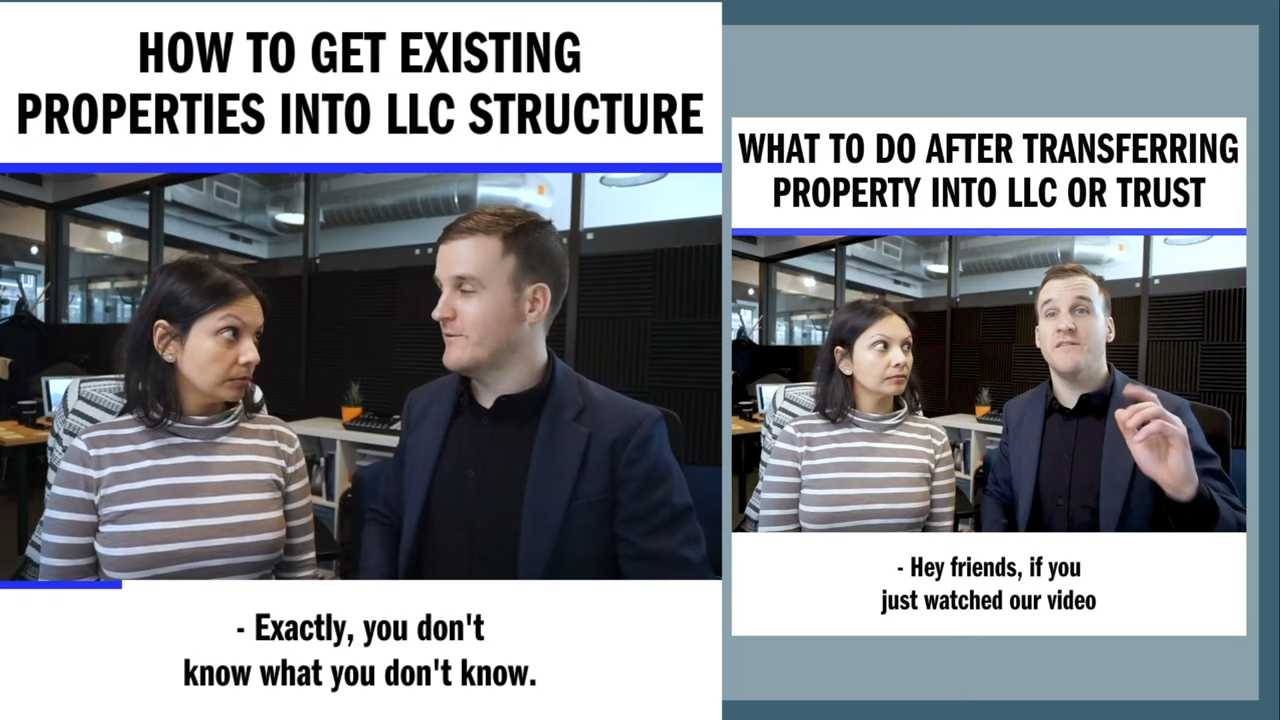 HOW TO GET EXISTING
PROPERTIES INTO LLC STRUCTURE
- Exactly, you don't
know what you don't know.
WHAT TO DO AFTER TRANSFERRING
PROPERTY INTO LLC OR TRUST
- Hey friends, if you
just watched our video